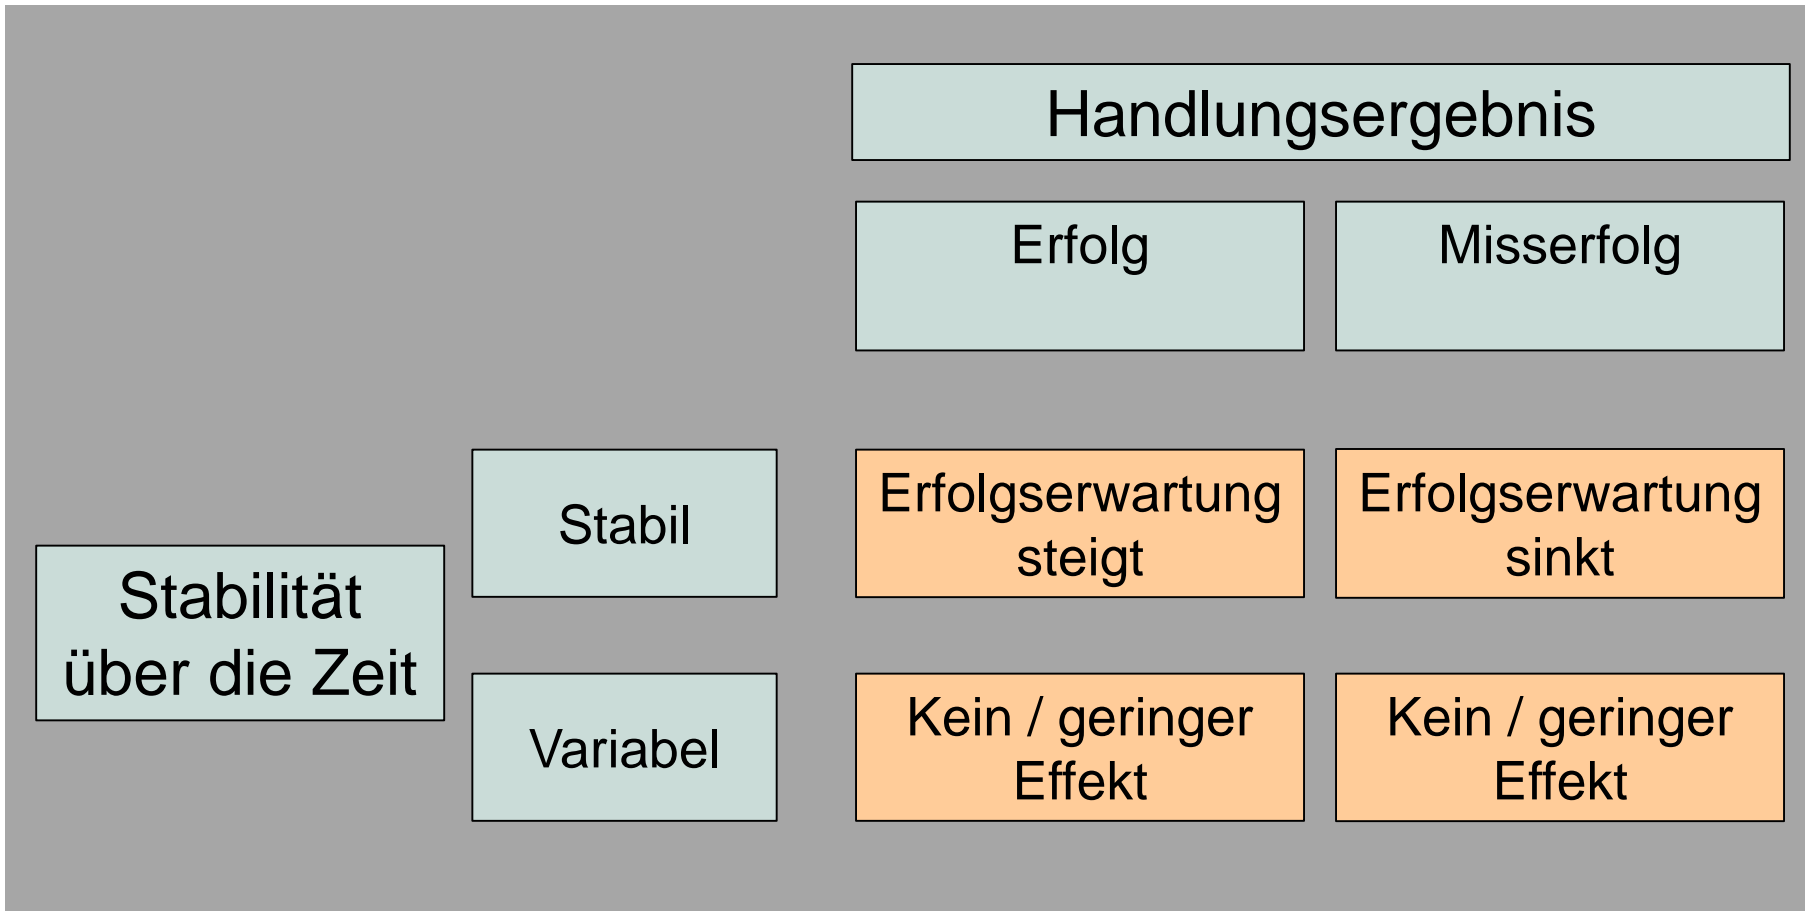 Handlungsergebnis
Erfolg
Misserfolg
Stabilität
über die Zeit
Stabil
Erfolgserwartung
steigt
Erfolgserwartung
sinkt
Variabel
Kein / geringer
Effekt
Kein / geringer
Effekt